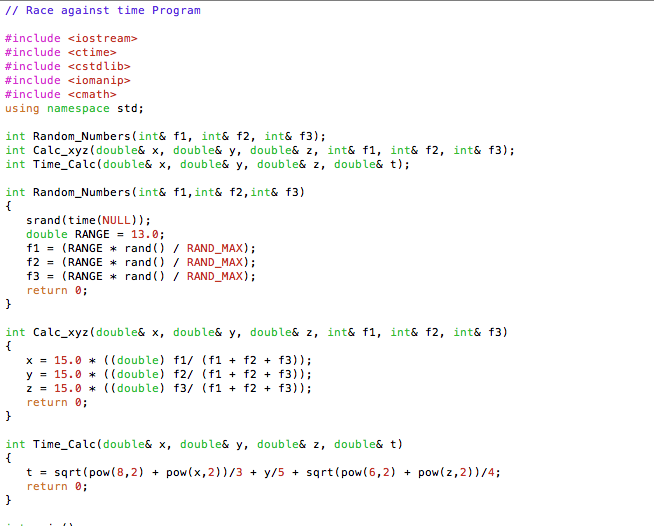 // Race against time Program
#include <iostream>
#include <ctime>
#include <cstdlib>
#include <iomanip>
#include <cmath>
using namespace std;
int Random_Numbers(int& f1, int& f2, int& f3);
int Calc_xyz(double& x, double& y, double& z, int& f1, int& f2, int& f3);
int Time_Calc(double& x, double& y, double& z, double& t);
int Random_Numbers(int& f1,int& f2,int& f3)
{
srand(time(NULL));
double RANGE = 13.0;
f1 = (RANGE * rand() / RAND_MAX);
f2 = (RANGE * rand() / RAND_MAX);
f3 = (RANGE * rand() / RAND_MAX);
return 0;
}
int Calc_xyz(double& x, double& y, double& z, int& f1, int& f2, int& f3)
{
x = 15.0 * ((double) f1/ (f1 + f2 + f3));
y = 15.0 * ((double) f2/ (f1 + f2 + f3));
z = 15.0 * ((double) f3/ (f1 + f2 + f3));
return 0;
}
int Time_Calc(double& x, double& y, double& z, double& t)
{
t = sqrt(pow(8,2) + pow(x,2))/3 + y/5 + sqrt(pow(6,2) + pow(z,2))/4;
return 0;
}